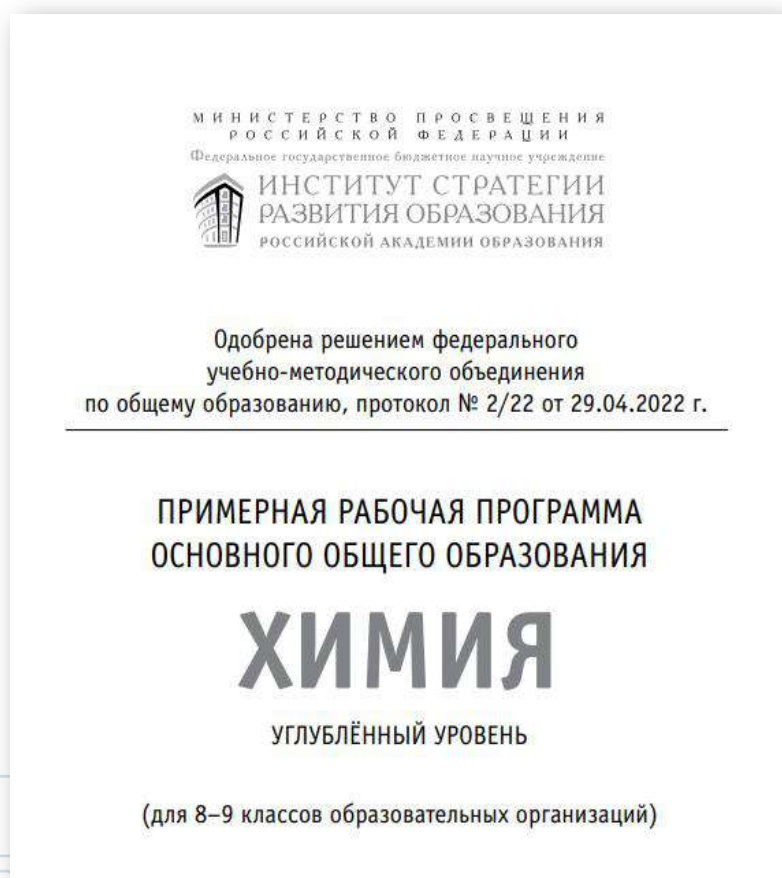 МИНИСТЕРСТВО ПРОСВЕЩЕНИЯ
РОССИЙСКОЙ ФЕДЕРАЦИИ
Федеральное государственное бюджетное научное учреждение
ИНСТИТУТ СТРАТЕГИИ
РАЗВИТИЯ ОБРАЗОВАНИЯ
РОССИЙСКОЙ АКАДЕМИИ ОБРАЗОВАНИЯ
Одобрена решением федерального
учебно-методического объединения
по общему образованию, протокол № 2/22 от 29.04.2022 г.
ПРИМЕРНАЯ РАБОЧАЯ ПРОГРАММА
ОСНОВНОГО ОБЩЕГО ОБРАЗОВАНИЯ
ХИМИЯ
УГЛУБЛЁННЫЙ УРОВЕНЬ
(для 8–9 классов образовательных организаций)